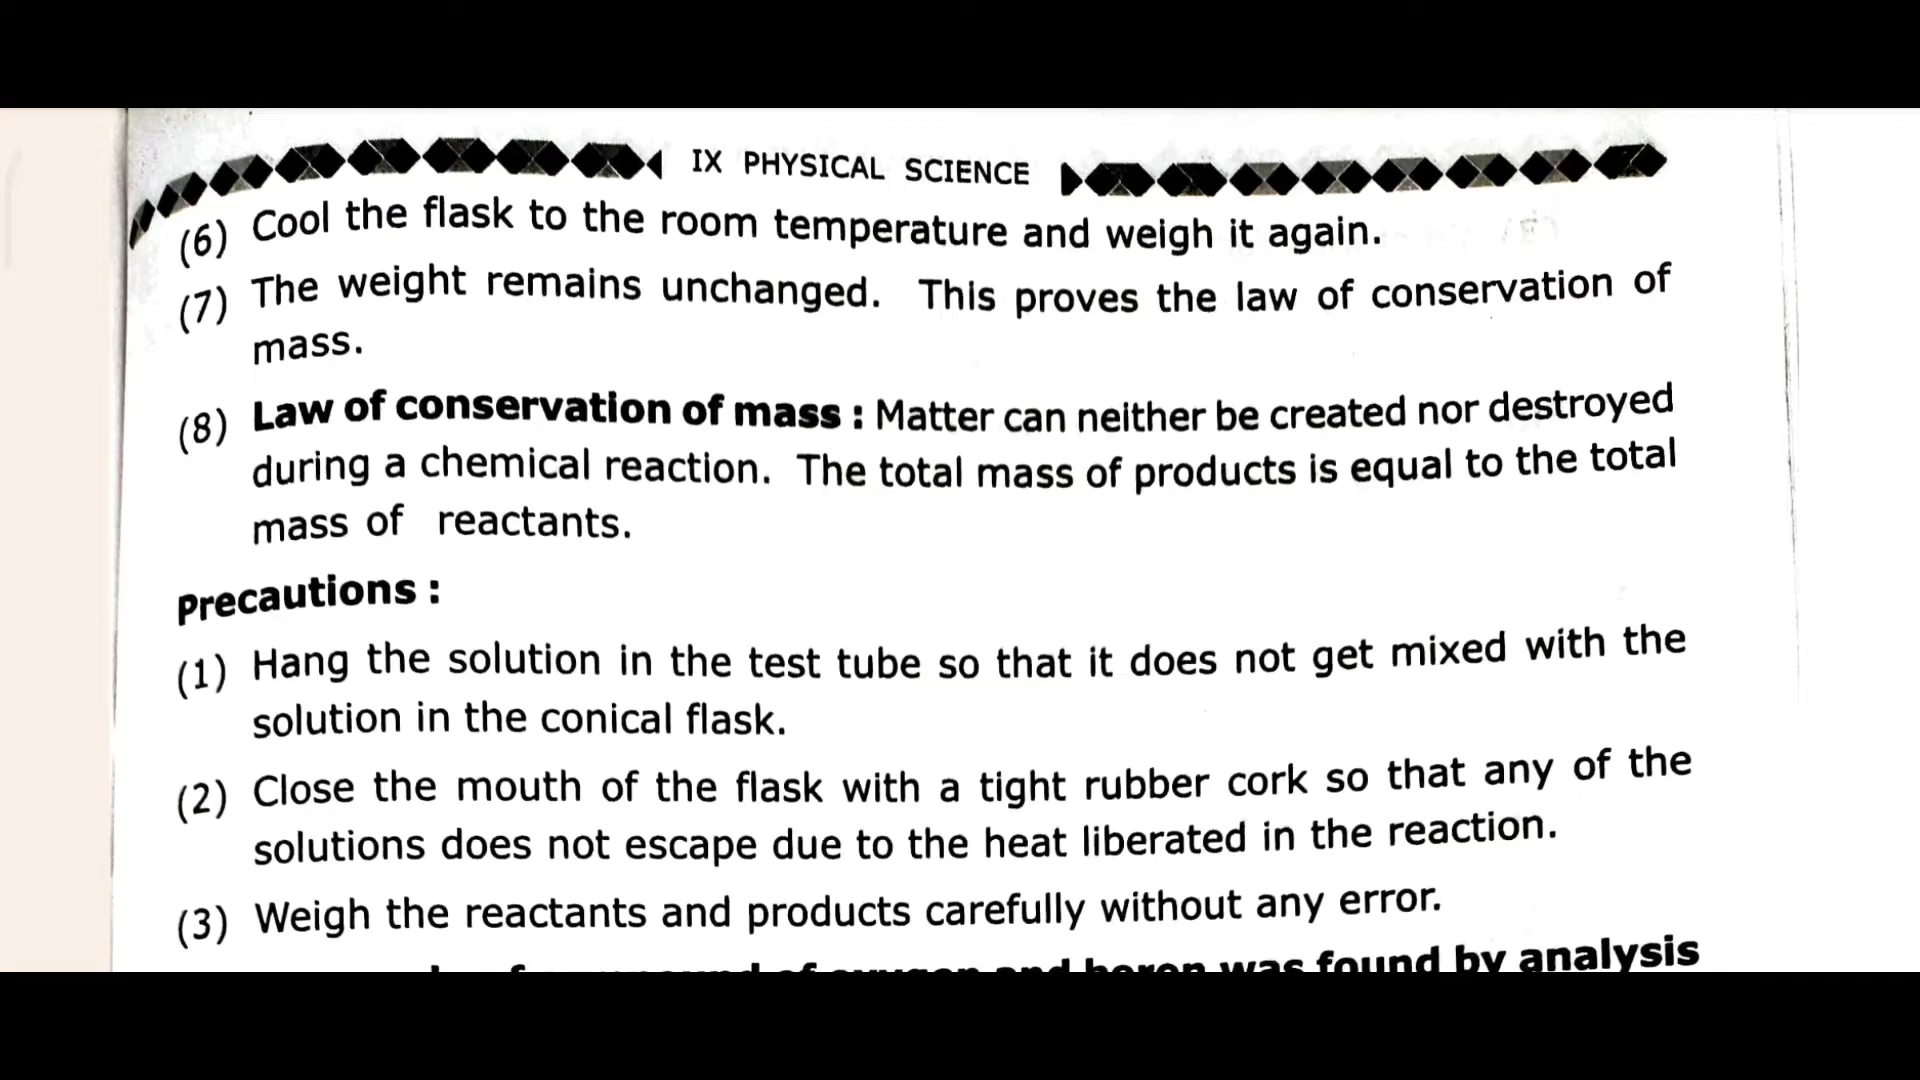 IX PHYSICAL SCIENCE
(6) Cool the flask to the room temperature and weigh it again.
(7) The weight remains unchanged. This proves the law of conservation of
mass.
(8) Law of conservation of mass : Matter can neither be created nor destroyed
during a chemical reaction. The total mass of products is equal to the total
mass of reactants.
Precautions :
(1) Hang the solution in the test tube so that it does not get mixed with the
solution in the conical flask.
(2) Close the mouth of the flask with a tight rubber cork so that any of the
solutions does not escape due to the heat liberated in the reaction.
(3) Weigh the reactants and products carefully without any error.
of oxygen and boron was found by analysis